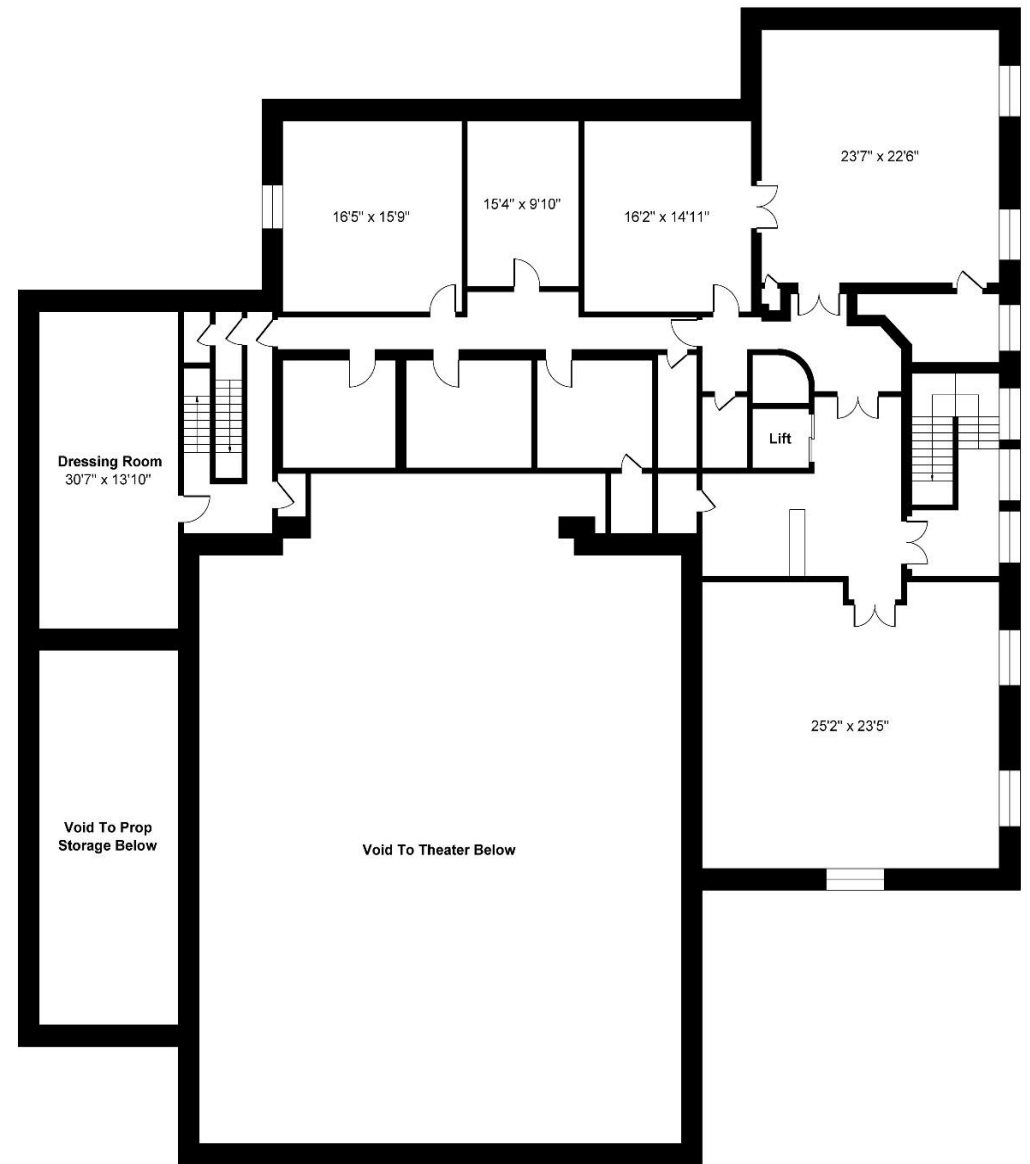 23'7" x 22'6"
16'5" x 15'9"
15'4" x 9'10"
16'2" x 14'11"
Lift
Dressing Room
30'7" x 13'10"
25'2" x 23'5"
Void To Prop
Storage Below
Void To Theater Below